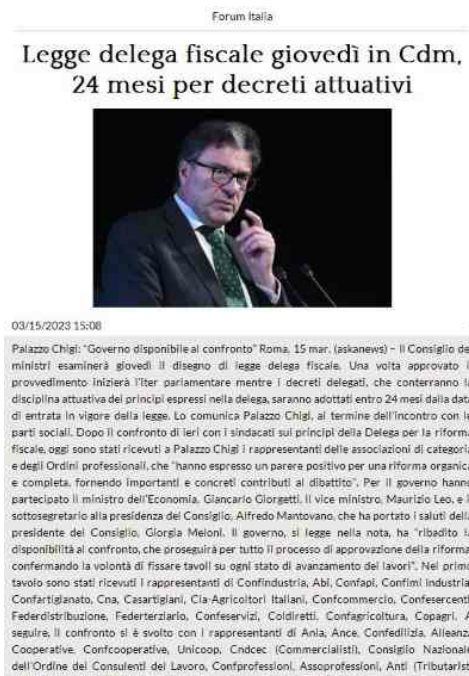 Forum Italia
Legge delega fiscale giovedì in Cdm,
24 mesi per decreti attuativi
03/15/2023 15:08
Palazzo Chigi: "Governo disponibile al confronto" Roma, 15 mar. (askanews) – Il Consiglio dei
ministri esaminerà giovedì il disegno di legge delega fiscale. Una volta approvato il
provvedimento inizierà l'iter parlamentare mentre i decreti delegati, che conterranno la
disciplina attuativa dei principi espressi nella delega, saranno adottati entro 24 mesi dalla data
di entrata in vigore della legge. Lo comunica Palazzo Chigi, al termine dell'incontro con le
parti sociali. Dopo il confronto di ieri con i sindacati sui principi della Delega per la riforma
fiscale, oggi sono stati ricevuti a Palazzo Chigi i rappresentanti delle associazioni di categoria
e degli Ordini professionali, che "hanno espresso un parere positivo per una riforma organica
e completa, fornendo importanti e concreti contributi al dibattito". Per il governo hanno
partecipato il ministro dell'Economia, Giancarlo Giorgetti, il vice ministro, Maurizio Leo, e il
sottosegretario alla presidenza del Consiglio, Alfredo Mantovano, che ha portato i saluti della
presidente del Consiglio, Giorgia Meloni. Il governo, si legge nella nota, ha "ribadito la
disponibilità al confronto, che proseguirà per tutto il processo di approvazione della riforma,
confermando la volontà di fissare tavoli su ogni stato di avanzamento dei lavori". Nel primo
tavolo sono stati ricevuti i rappresentanti di Confindustria, Abi, Confapi, Confimi Industria,
Confartigianato, Cna, Casartigiani, Cia-Agricoltori Italiani, Confcommercio, Confesercenti,
Federdistribuzione, Federterziario, Confeservizi, Coldiretti, Confagricoltura, Copagri. A
seguire, il confronto si è svolto con i rappresentanti di Ania, Ance, Confedilizia, Alleanza
Cooperative, Confcooperative, Unicoop, Cndcec (Commercialisti), Consiglio Nazionale
dell'Ordine dei Consulenti del Lavoro, Confprofessioni, Assoprofessioni, Anti (Tributaristi